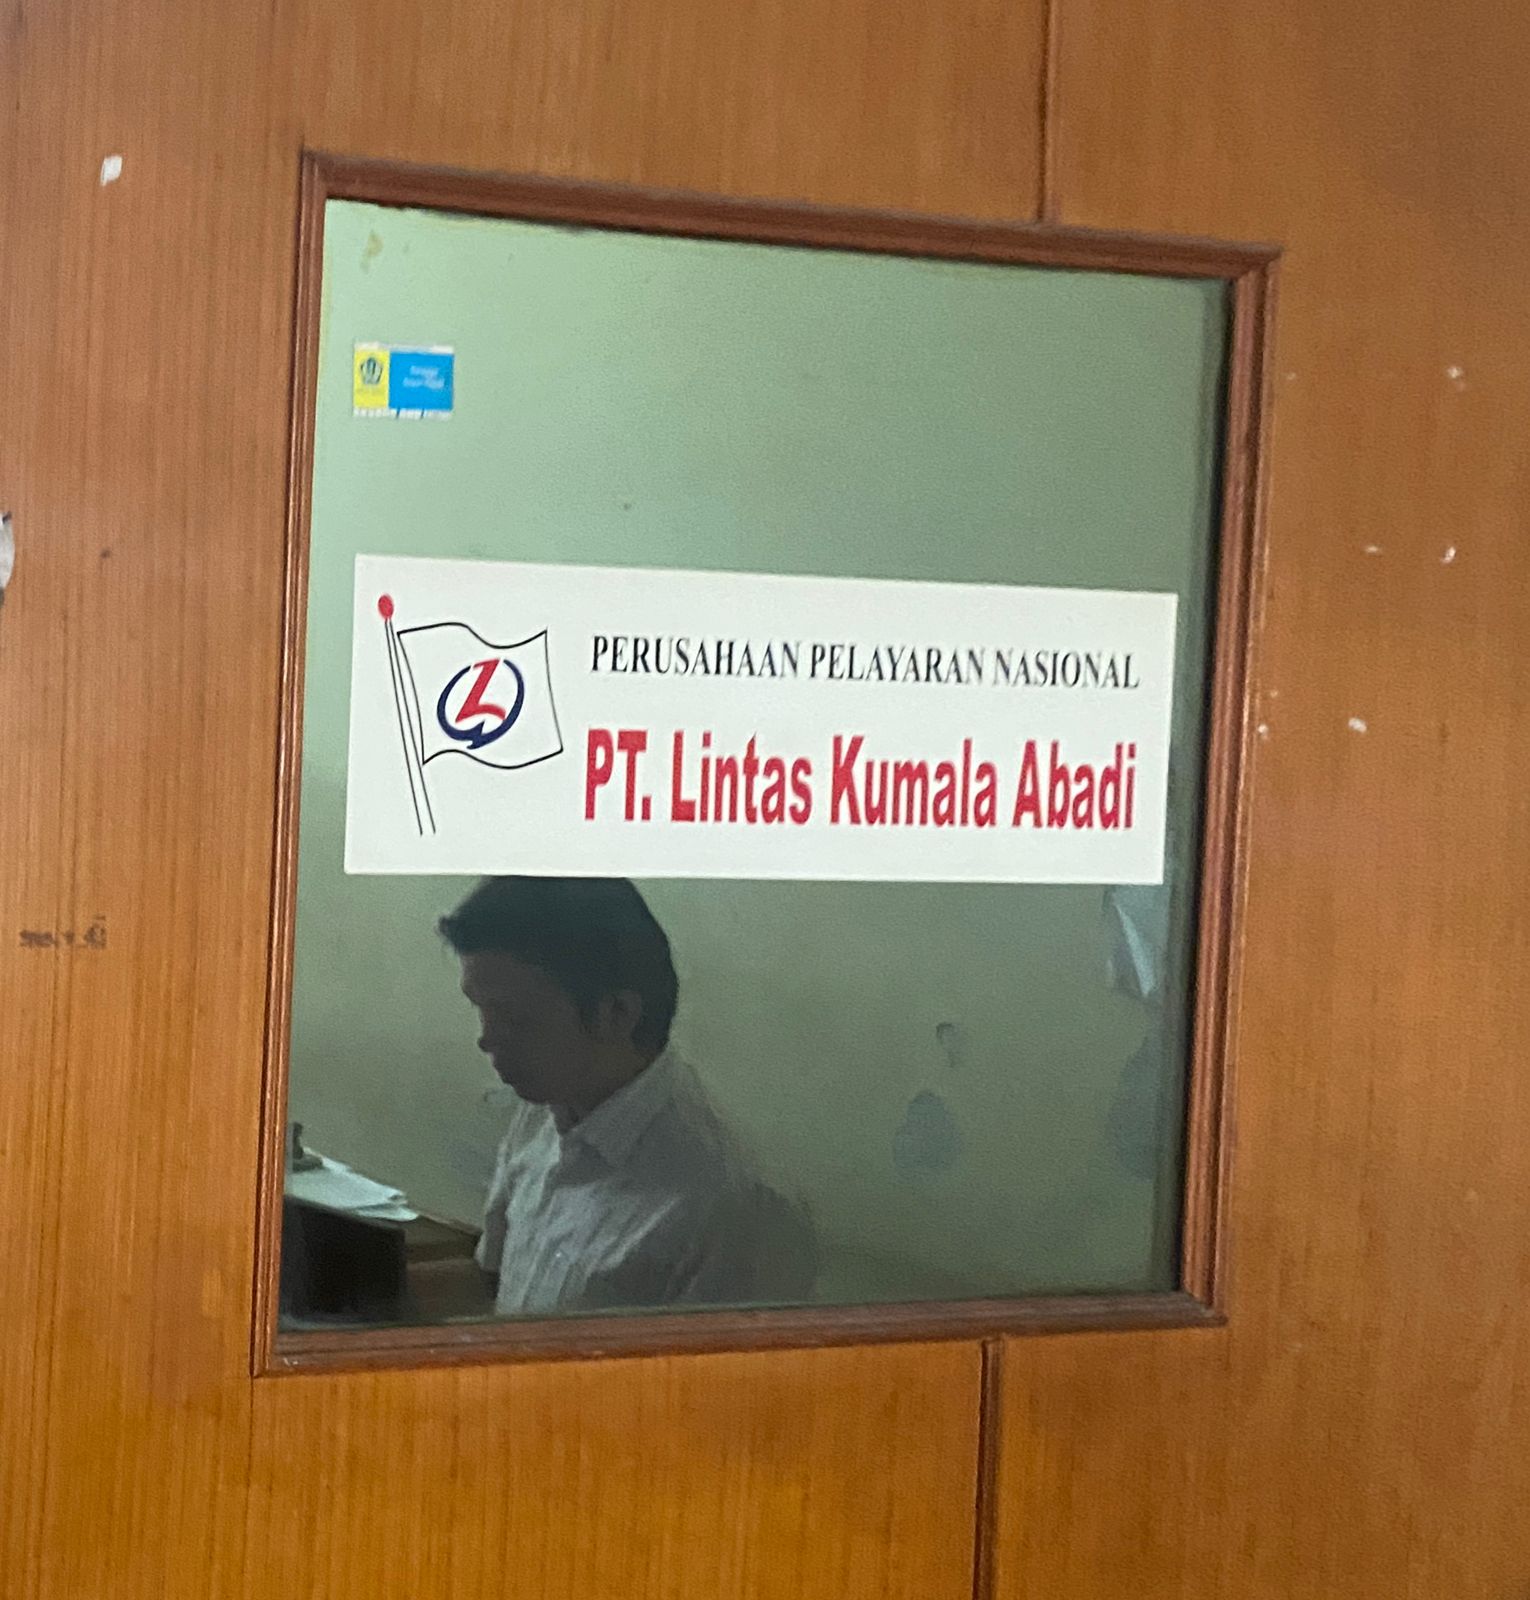 PERUSAHAAN PELAYARAN NASIONAL
PT. Lintas Kumala Abadi